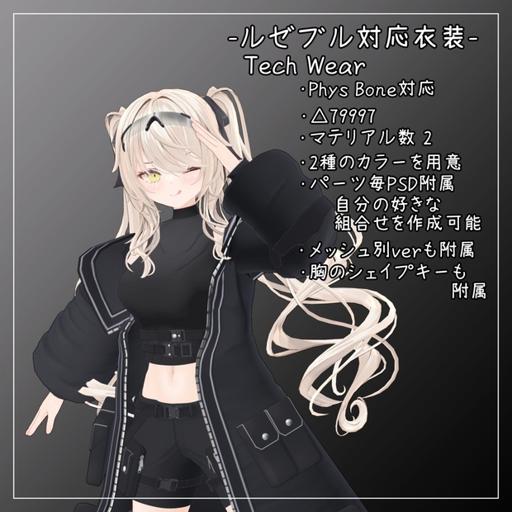 -ルゼブル対応衣装-
Tech Wear
・Phys Bone対応
・△79997
・マテリアル数 2
・2種のカラーを用意
・パーツ毎PSD附属
自分の好きな
組合せを作成可能
・メッシュ別verも附属
・胸のシェイプキーも
附属